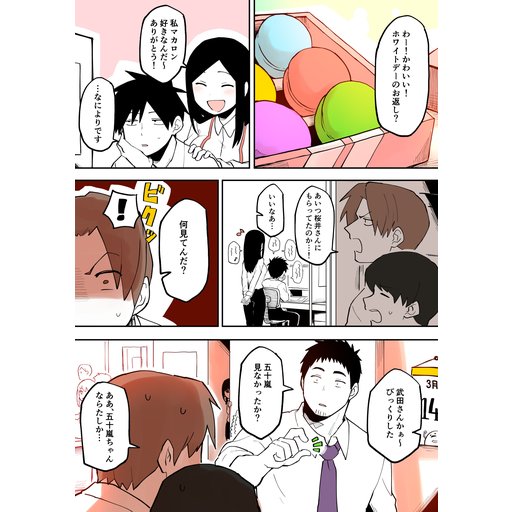 わー！かわいい！
ホワイトデーのお返し？
私マカロン
好きなんだ〜
ありがとう！
…なによりです
あいつ桜井さんに
もらってたのか…！
いいなあ…
何見てんだ？
ビクッ
！
武田さんかぁ〜
びっくりした
3月
14
五十嵐
見なかったか？
ああ、五十嵐ちゃん
ならたしか…